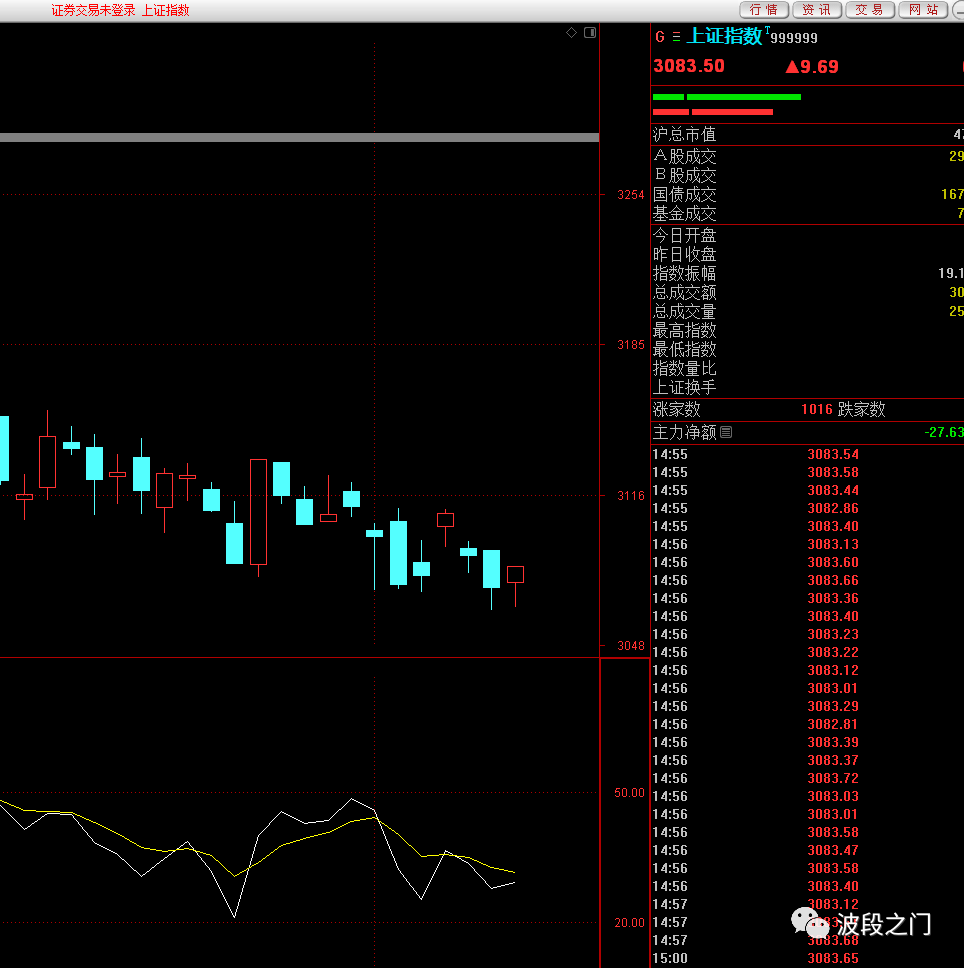 证券交易未登录 上证指数
行情 资讯 交易 网站
G 上证指数T999999
3083.50 ▲9.69
沪总市值 47
A股成交 29
B股成交
国债成交 167
基金成交 7
今日开盘
昨日收盘
指数振幅 19.1
总成交额 30
总成交量 25
最高指数
最低指数
指数量比
上证换手
涨家数 1016 跌家数
主力净额 -27.63
3254
3185
3116
3048
50.00
20.00
14:55 3083.54
14:55 3083.58
14:55 3083.44
14:55 3082.86
14:55 3083.40
14:56 3083.13
14:56 3083.60
14:56 3083.66
14:56 3083.36
14:56 3083.40
14:56 3083.23
14:56 3083.22
14:56 3083.12
14:56 3083.01
14:56 3083.29
14:56 3082.81
14:56 3083.39
14:56 3083.37
14:56 3083.72
14:56 3083.03
14:56 3083.01
14:56 3083.58
14:56 3083.47
14:56 3083.58
14:56 3083.40
14:57 3083.12
14:57
14:57 3083.68
15:00 3083.65
波段之门